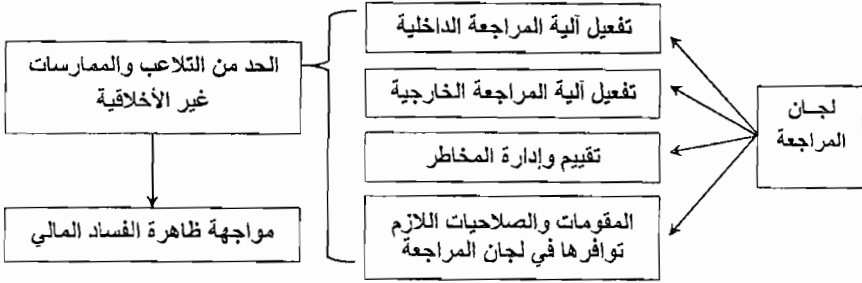 لجان
المراجعة
تفعيل آلية المراجعة الداخلية
تفعيل آلية المراجعة الخارجية
تقييم وإدارة المخاطر
المقومات والصلاحيات اللازم
توافرها في لجان المراجعة
الحد من التلاعب والممارسات
غير الأخلاقية
مواجهة ظاهرة الفساد المالي